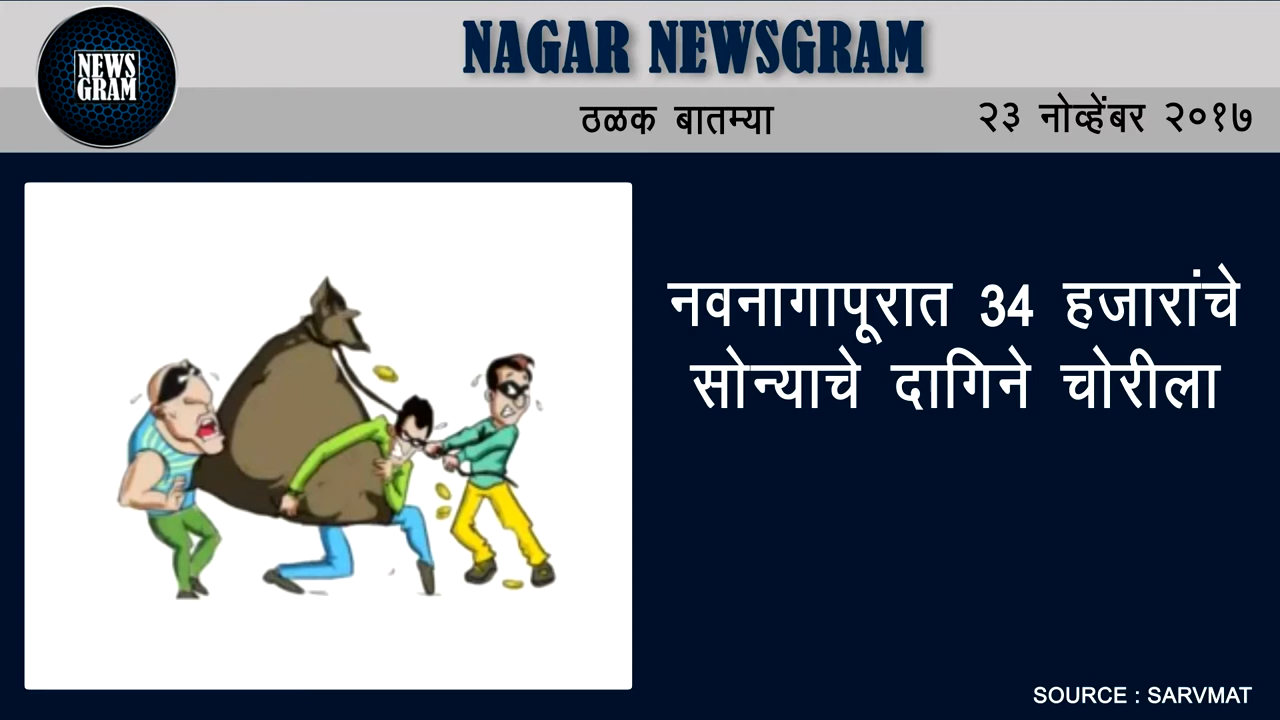 NEWS
GRAM
NAGAR NEWSGRAM
ठळक बातम्या
२३ नोव्हेंबर २०१७
नवनागापूरात 34 हजारांचे
सोन्याचे दागिने चोरीला
SOURCE : SARVMAT